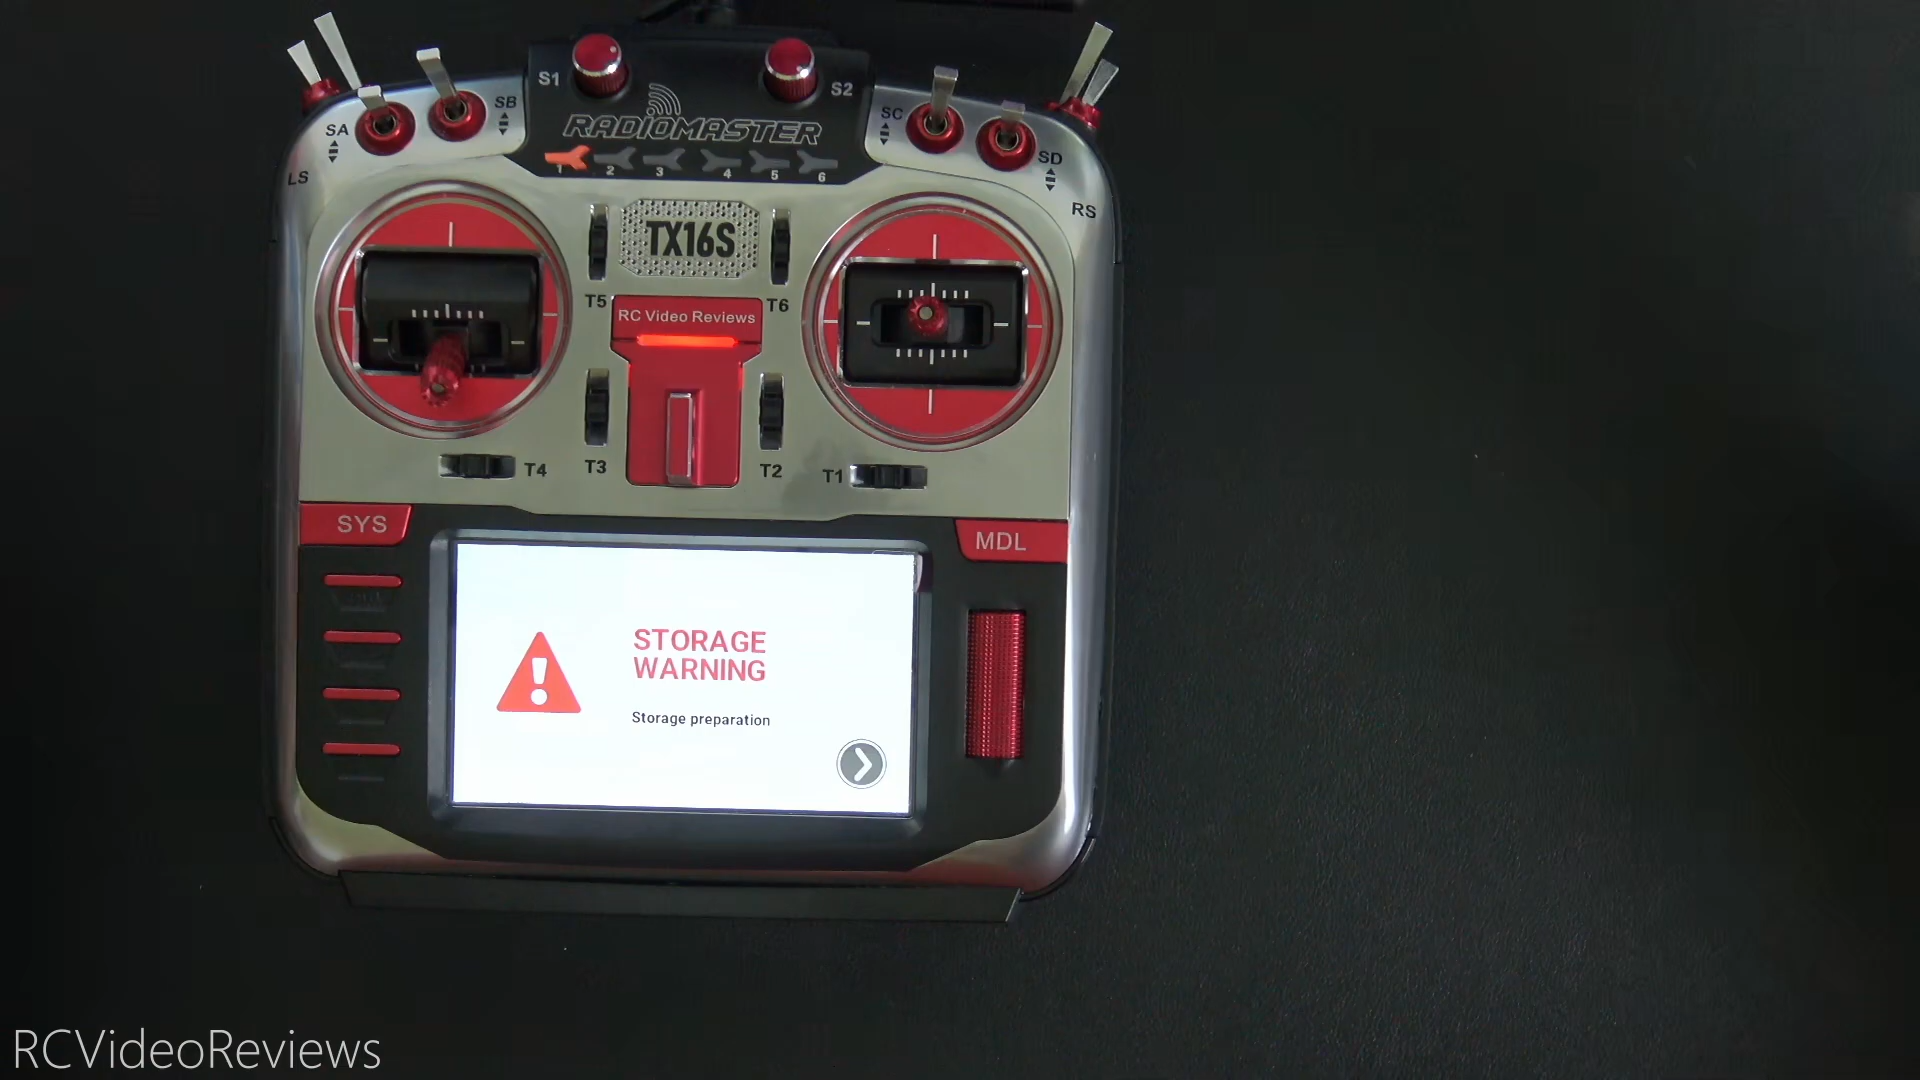 S1
S2
SB
SC
SA
SD
RADIOMASTER
1 2 3 4 5 6
LS
RS
TX16S
T5
T6
RC Video Reviews
T4
T3
T2
T1
SYS
MDL
STORAGE
WARNING
Storage preparation
RCVideoReviews